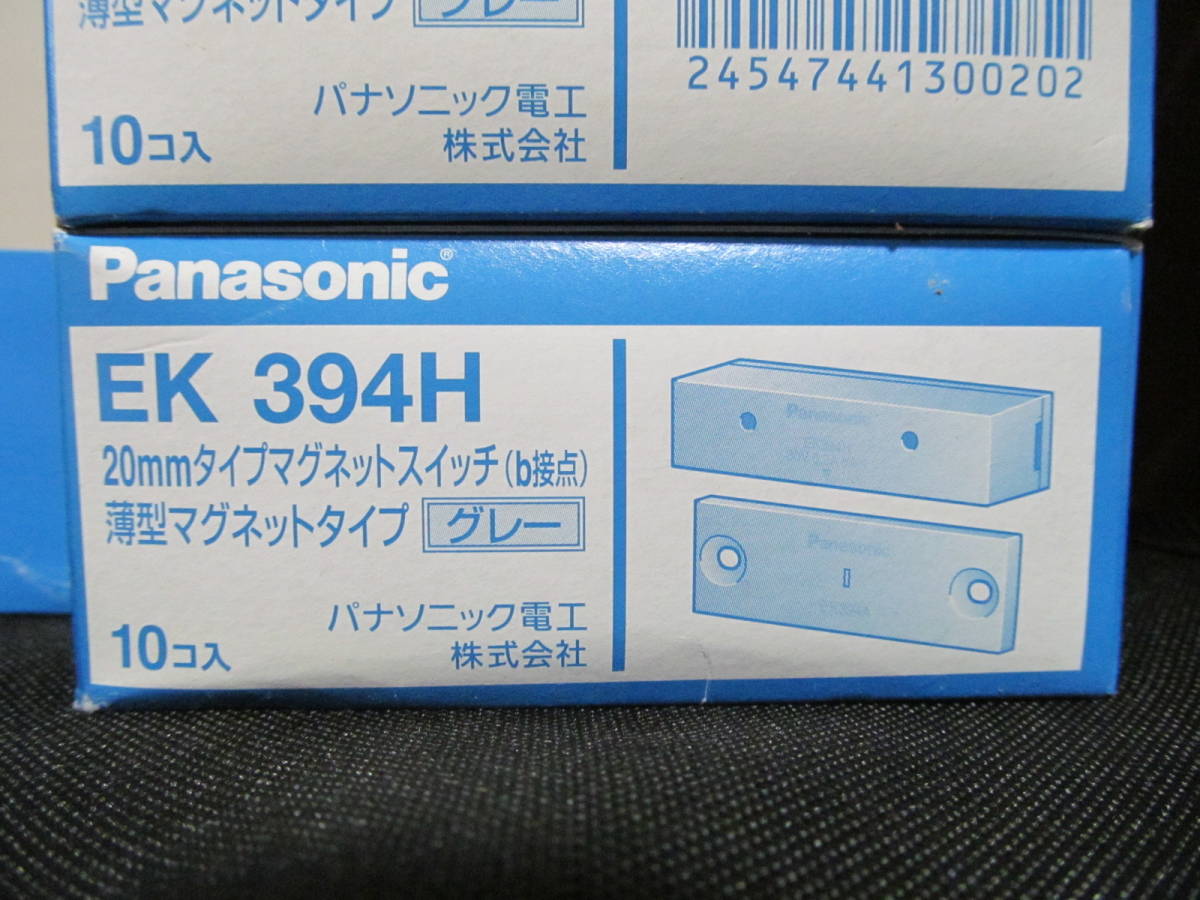 薄型マグネットタイプ グレー
パナソニック電工
株式会社
10コ入
24547441300202
Panasonic®
EK 394H
20mmタイプマグネットスイッチ(b接点)
薄型マグネットタイプ グレー
パナソニック電工
株式会社
10コ入
Panasonic
Panasonic